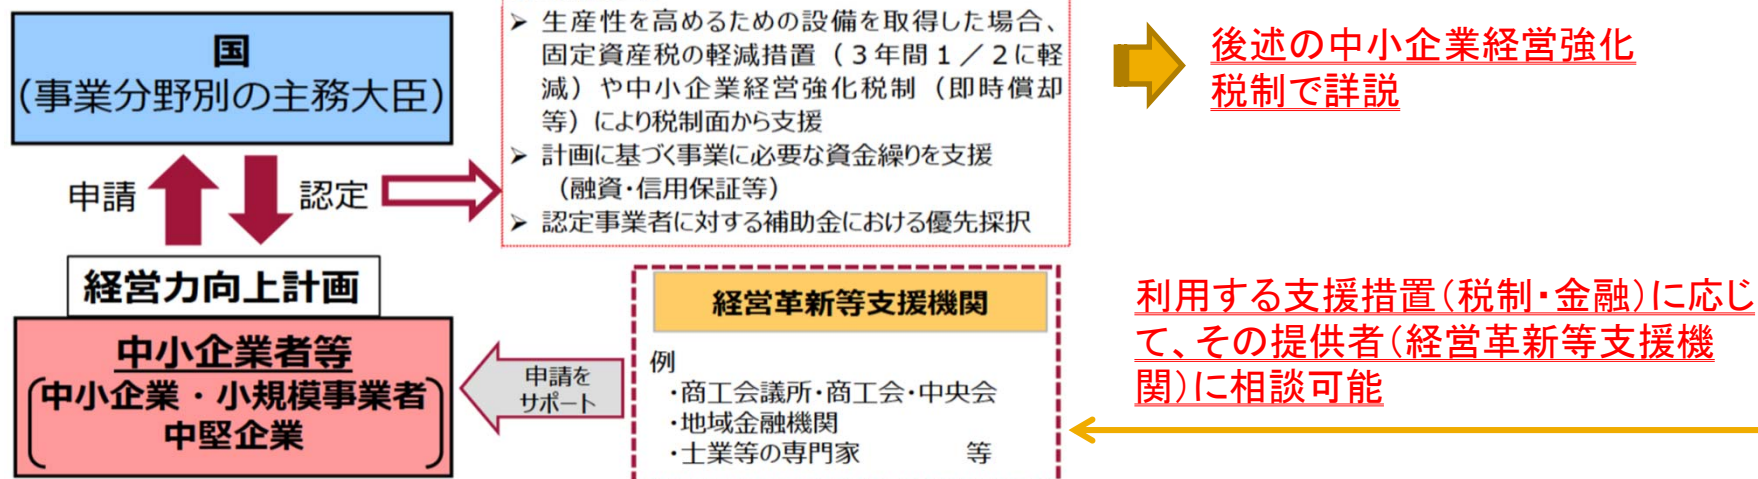 国
(事業分野別の主務大臣)
申請
認定
➢ 生産性を高めるための設備を取得した場合、
固定資産税の軽減措置（３年間１／２に軽
減）や中小企業経営強化税制（即時償却
等）により税制面から支援
➢ 計画に基づく事業に必要な資金繰りを支援
（融資・信用保証等）
➢ 認定事業者に対する補助金における優先採択
後述の中小企業経営強化
税制で詳説
経営力向上計画
中小企業者等
中小企業・小規模事業者
中堅企業
申請を
サポート
経営革新等支援機関
例
・商工会議所・商工会・中央会
・地域金融機関
・士業等の専門家　　　　等
利用する支援措置（税制・金融）に応じ
て、その提供者（経営革新等支援機
関）に相談可能